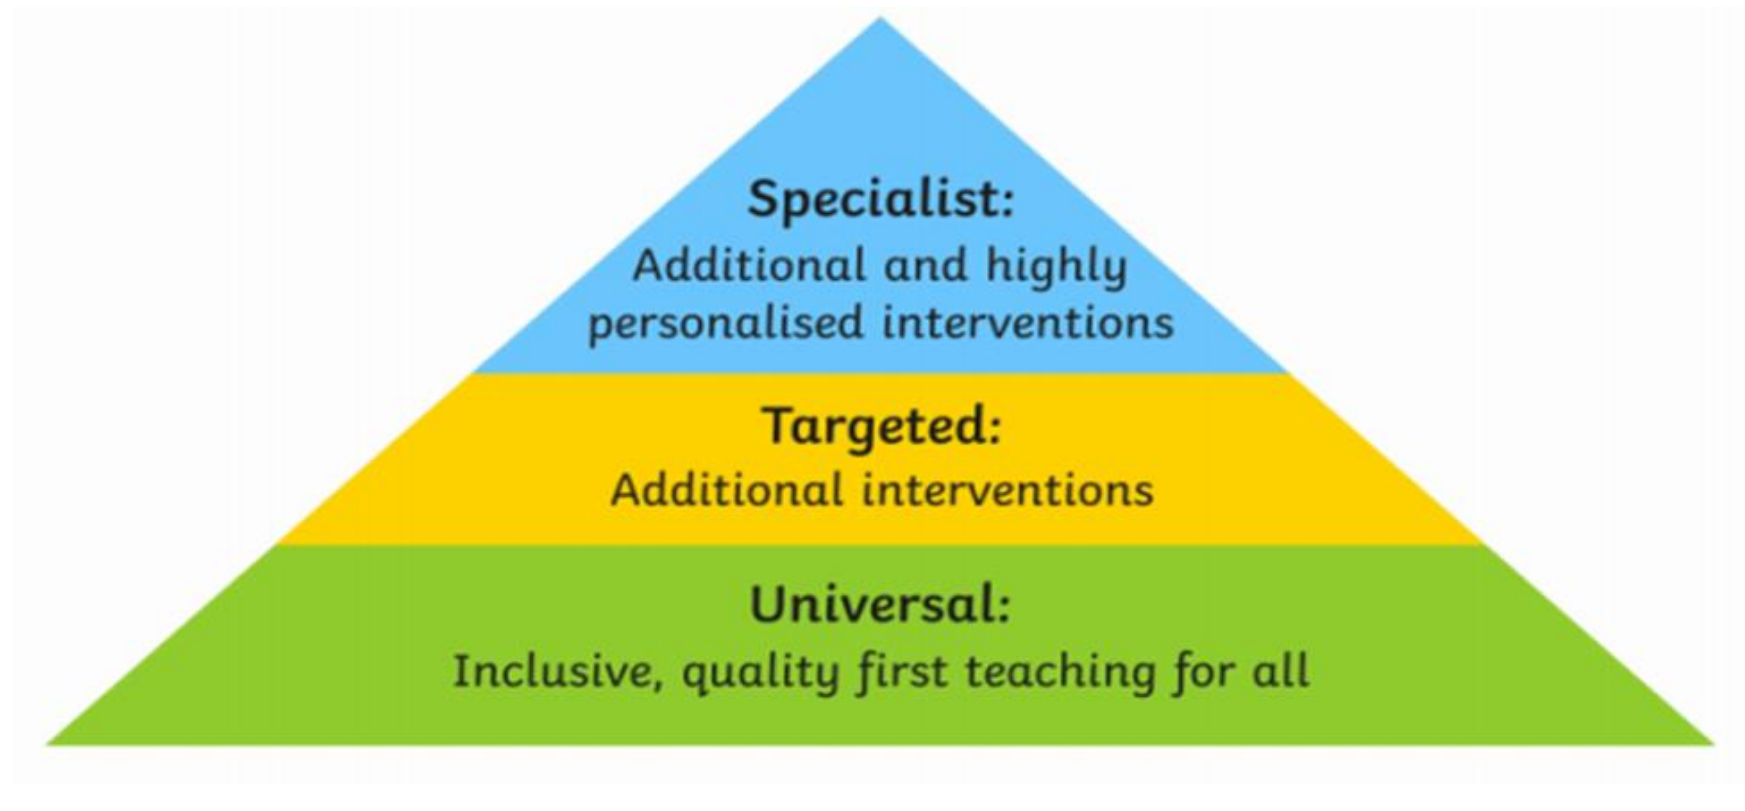 Specialist:
Additional and highly
personalised interventions
Targeted:
Additional interventions
Universal:
Inclusive, quality first teaching for all